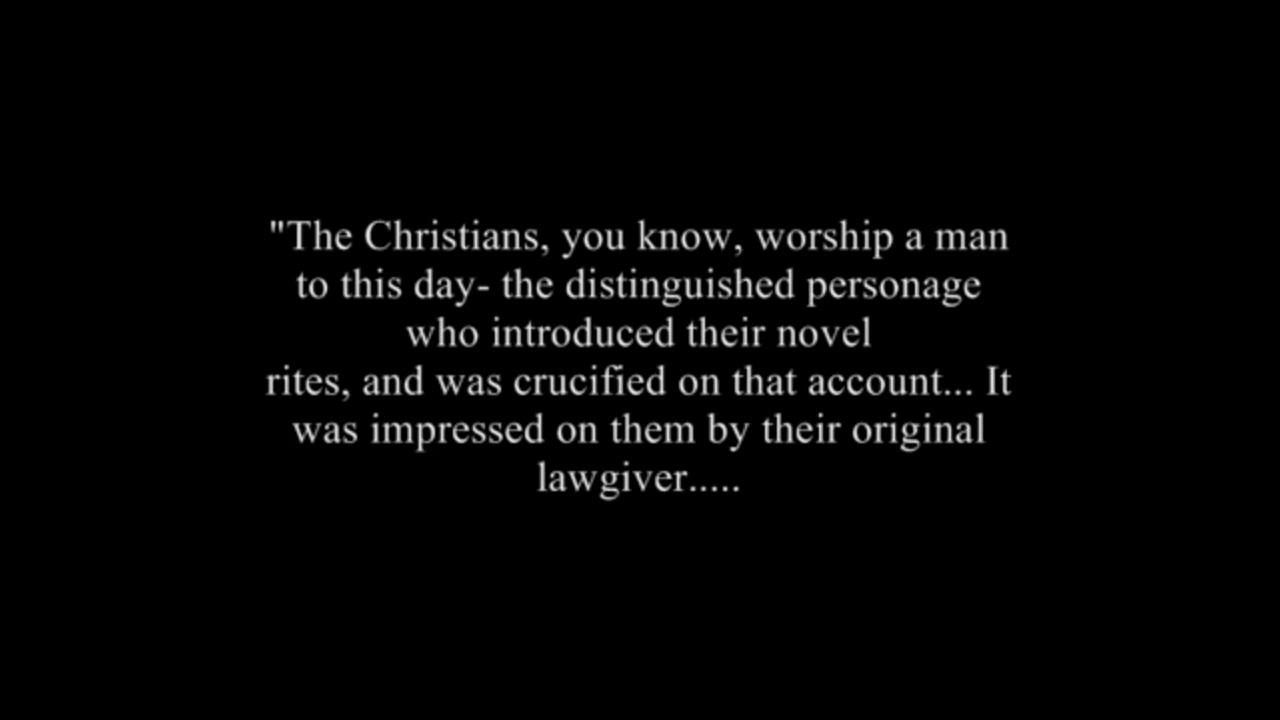 "The Christians, you know, worship a man
to this day- the distinguished personage
who introduced their novel
rites, and was crucified on that account... It
was impressed on them by their original
lawgiver.....